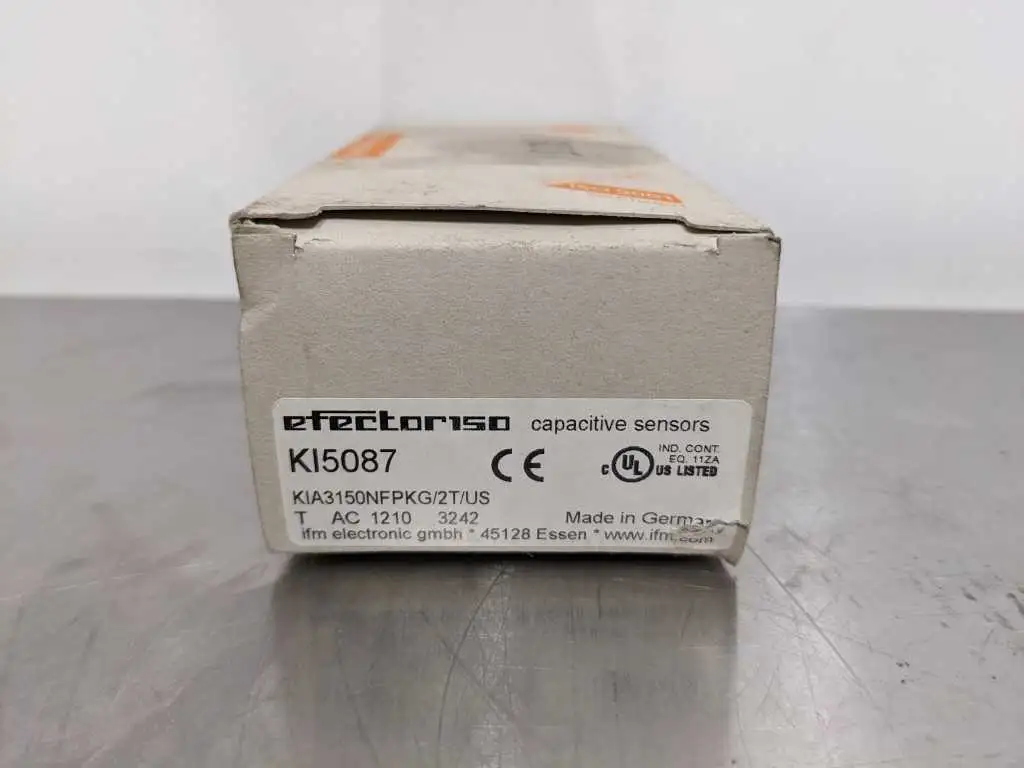 efector150 capacitive sensors
KI5087
CE
c UL US LISTED
IND. CONT.
EQ. 11ZA
KIA3150NFPKG/2T/US
T AC 1210 3242
Made in
ifm electronic gmbh * 45128 Essen * www.ifm.com